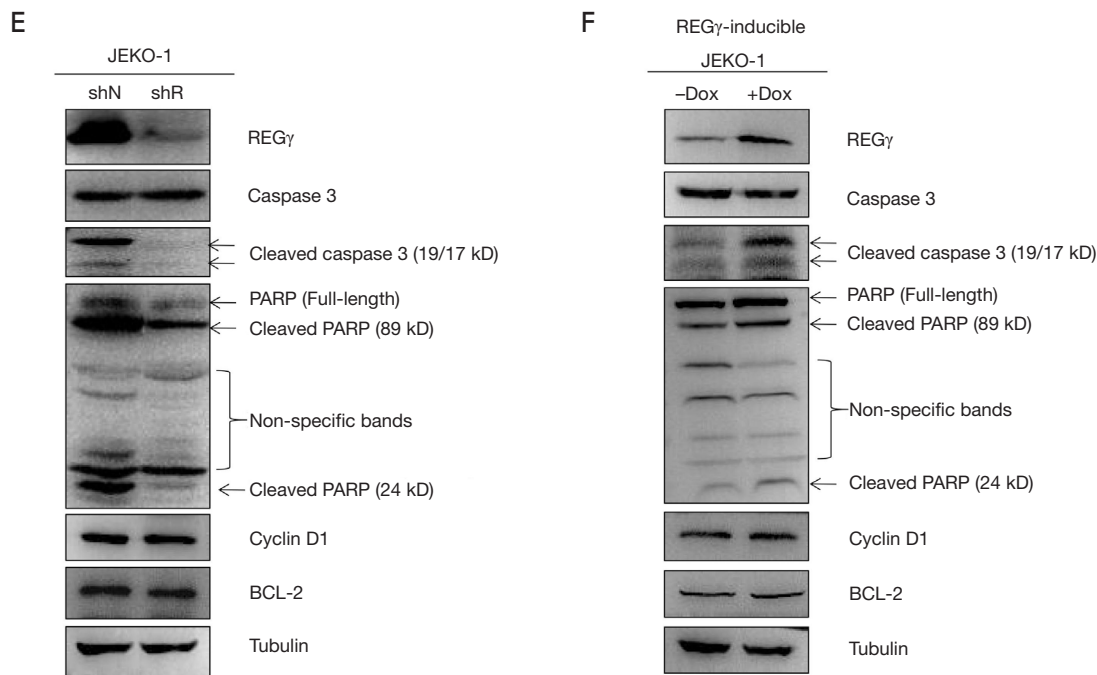 E
JEKO-1
shN shR
REGγ
Caspase 3
Cleaved caspase 3 (19/17 kD)
PARP (Full-length)
Cleaved PARP (89 kD)
Non-specific bands
Cleaved PARP (24 kD)
Cyclin D1
BCL-2
Tubulin
F
REGγ-inducible
JEKO-1
–Dox +Dox
REGγ
Caspase 3
Cleaved caspase 3 (19/17 kD)
PARP (Full-length)
Cleaved PARP (89 kD)
Non-specific bands
Cleaved PARP (24 kD)
Cyclin D1
BCL-2
Tubulin